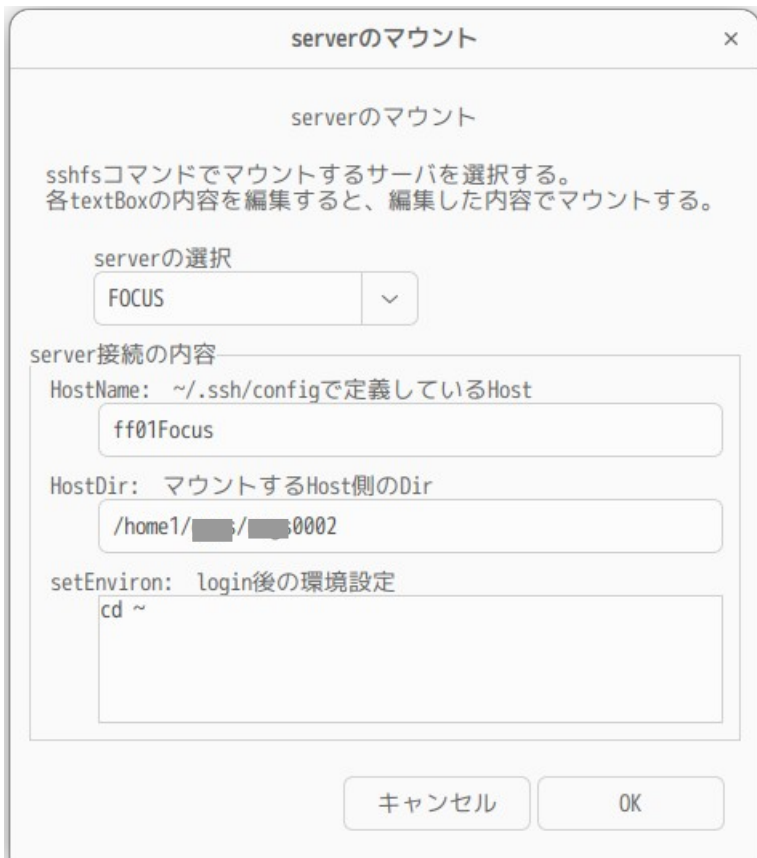 serverのマウント
×
serverのマウント
sshfsコマンドでマウントするサーバを選択する。
各textBoxの内容を編集すると、編集した内容でマウントする。
serverの選択
FOCUS
server接続の内容
HostName: ~/.ssh/configで定義しているHost
ff01Focus
HostDir: マウントするHost側のDir
/home1/ / 0002
setEnviron: login後の環境設定
cd ~
キャンセル OK